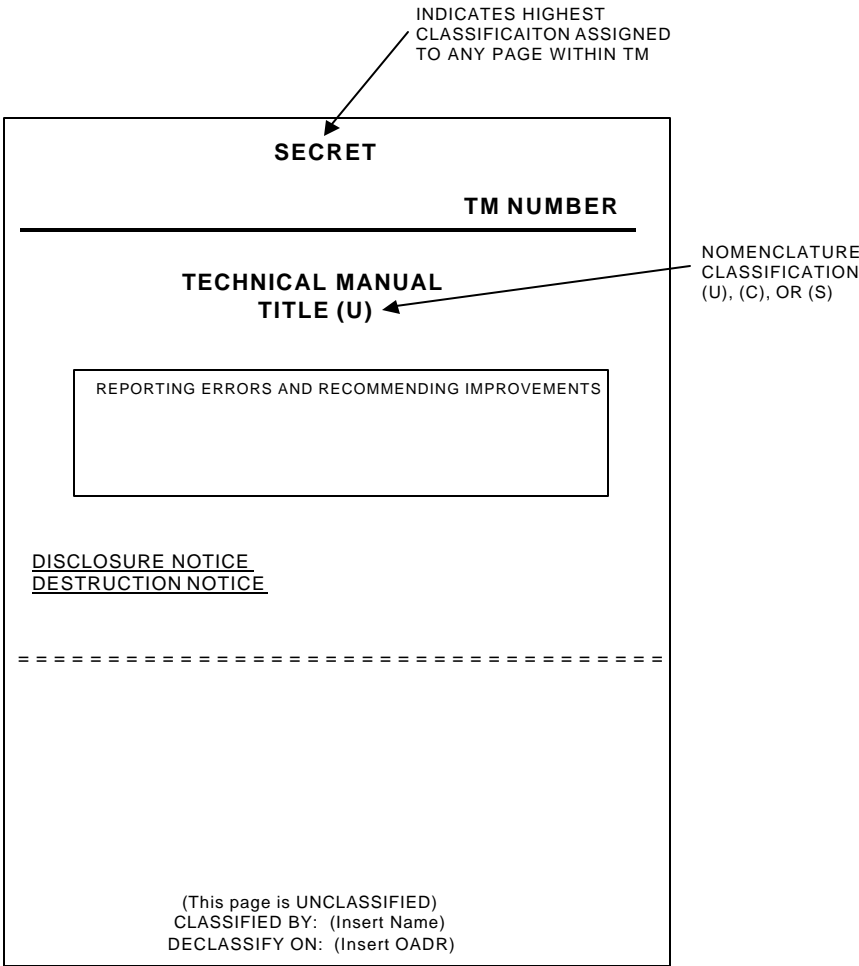 INDICATES HIGHEST
CLASSIFICAITON ASSIGNED
TO ANY PAGE WITHIN TM
SECRET
TM NUMBER
NOMENCLATURE
CLASSIFICATION
(U), (C), OR (S)
TECHNICAL MANUAL
TITLE (U)
REPORTING ERRORS AND RECOMMENDING IMPROVEMENTS
DISCLOSURE NOTICE
DESTRUCTION NOTICE
= = = = = = = = = = = = = = = = = = = = = = = = = = = = = = = = = = = =
(This page is UNCLASSIFIED)
CLASSIFIED BY: (Insert Name)
DECLASSIFY ON: (Insert OADR)